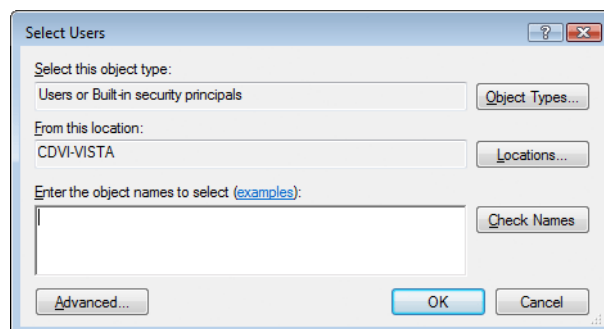 Select Users
Select this object type:
Users or Built-in security principals
Object Types...
From this location:
CDVI-VISTA
Locations...
Enter the object names to select (examples):
Check Names
Advanced...
OK
Cancel